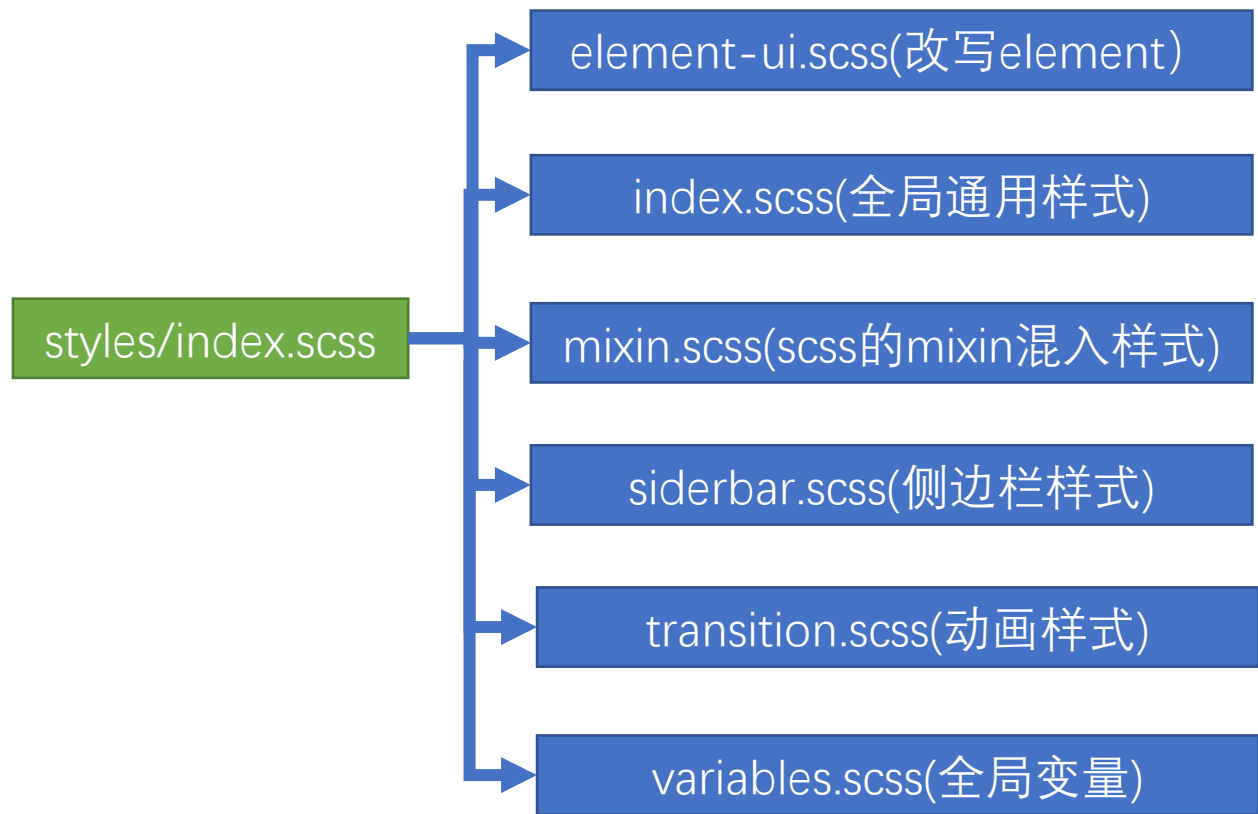 element-ui.scss(改写element）
index.scss(全局通用样式)
styles/index.scss
mixin.scss(scss的mixin混入样式)
siderbar.scss(侧边栏样式)
transition.scss(动画样式)
variables.scss(全局变量)